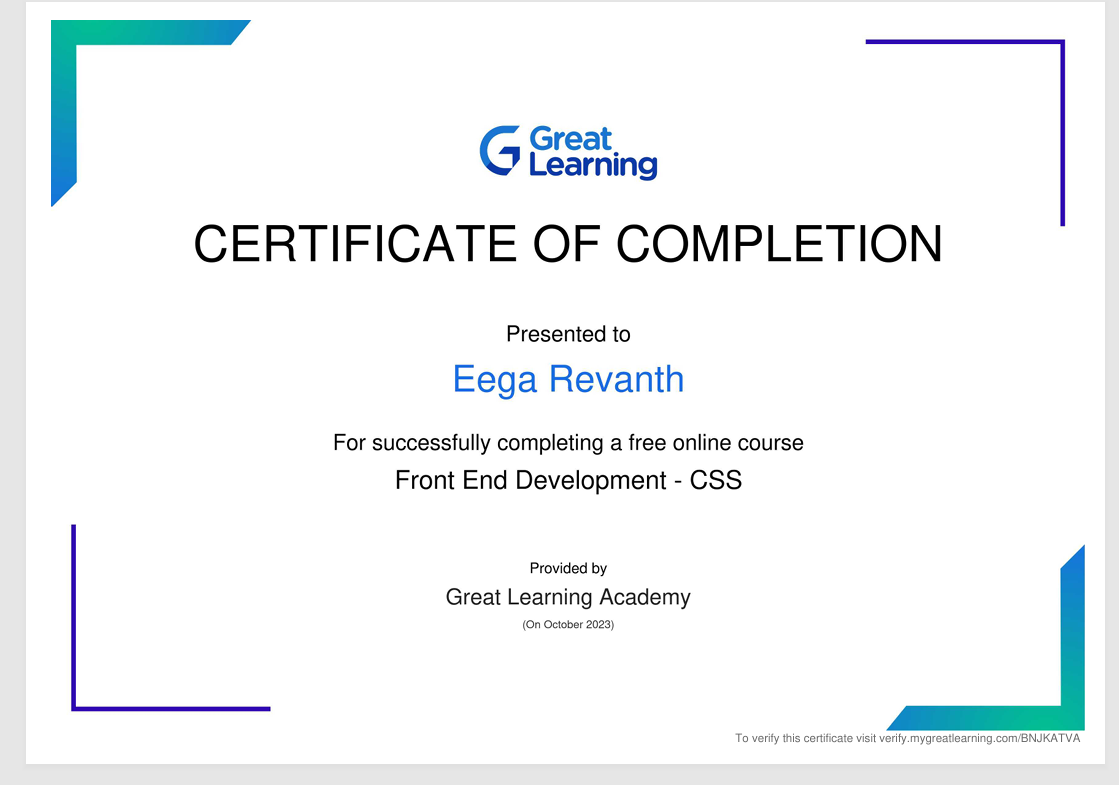 Great
Learning
CERTIFICATE OF COMPLETION
Presented to
Eega Revanth
For successfully completing a free online course
Front End Development - CSS
Provided by
Great Learning Academy
(On October 2023)
To verify this certificate visit verify.mygreatlearning.com/BNJKATVA